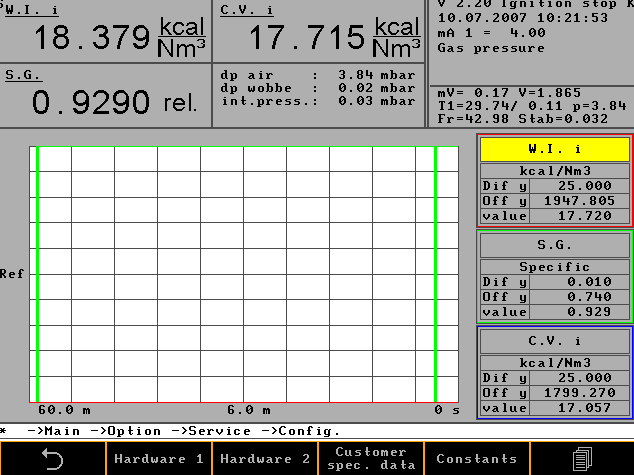 W.I. i
18.379 kcal/Nm³
C.V. i
17.715 kcal/Nm³
V 2.20 Ignition stop K
10.07.2007 10:21:53
mA 1 = 4.00
Gas pressure
S.G.
0.9290 rel.
dp air : 3.84 mbar
dp wobbe : 0.02 mbar
int.press.: 0.03 mbar
mV= 0.17 V=1.865
T1=29.74/ 0.11 p=3.84
Fr=42.98 Stab=0.032
W.I. i
kcal/Nm3
Dif y 25.000
Off y 1947.805
value 17.720
S.G.
Specific
Dif y 0.010
Off y 0.740
value 0.929
C.V. i
kcal/Nm3
Dif y 25.000
Off y 1799.270
value 17.057
Ref
60.0 m 6.0 m 0 s
* ->Main ->Option ->Service ->Config.
Hardware 1
Hardware 2
Customer
spec. data
Constants